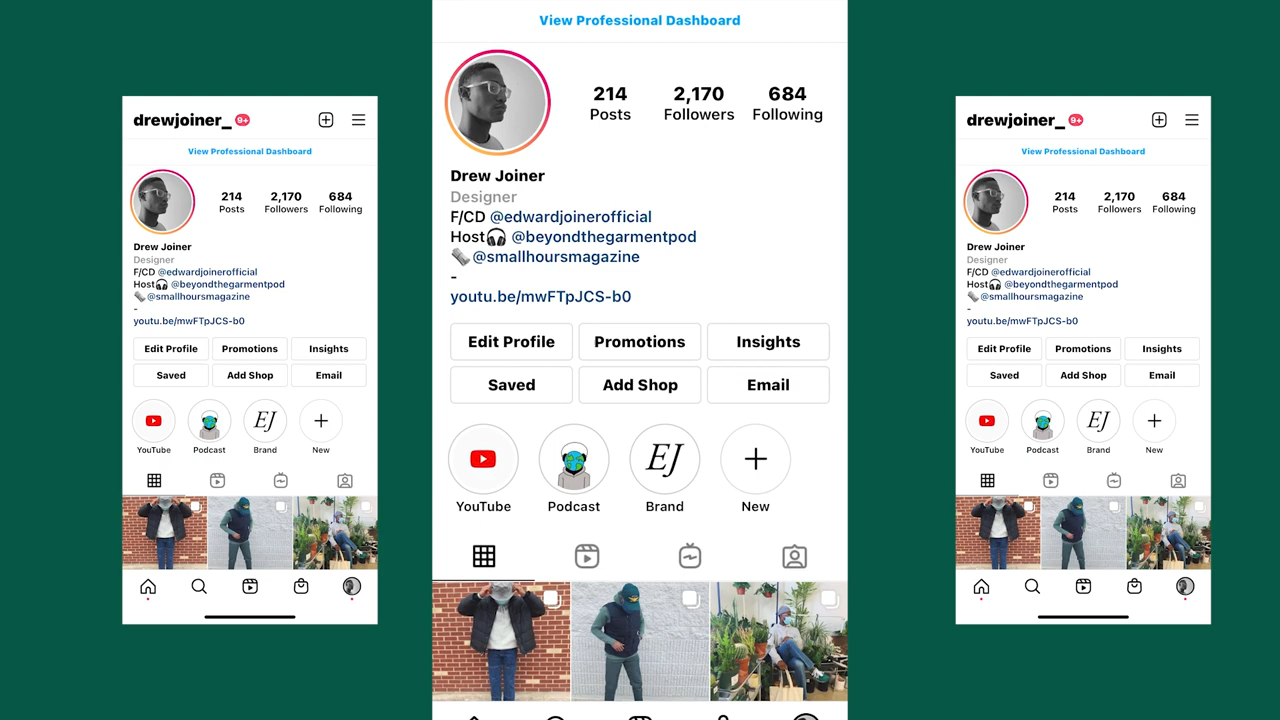 drewjoiner_ 9+
View Professional Dashboard
214 2,170 684
Posts Followers Following
Drew Joiner
Designer
F/CD @edwardjoinerofficial
Host🎧 @beyondthegarmentpod
🗞@smallhoursmagazine
-
youtu.be/mwFTpJCS-b0
Edit Profile Promotions Insights
Saved Add Shop Email
EJ
YouTube Podcast Brand New
View Professional Dashboard
214 2,170 684
Posts Followers Following
Drew Joiner
Designer
F/CD @edwardjoinerofficial
Host🎧 @beyondthegarmentpod
🗞@smallhoursmagazine
-
youtu.be/mwFTpJCS-b0
Edit Profile Promotions Insights
Saved Add Shop Email
EJ
YouTube Podcast Brand New
drewjoiner_ 9+
View Professional Dashboard
214 2,170 684
Posts Followers Following
Drew Joiner
Designer
F/CD @edwardjoinerofficial
Host🎧 @beyondthegarmentpod
🗞@smallhoursmagazine
-
youtu.be/mwFTpJCS-b0
Edit Profile Promotions Insights
Saved Add Shop Email
EJ
YouTube Podcast Brand New